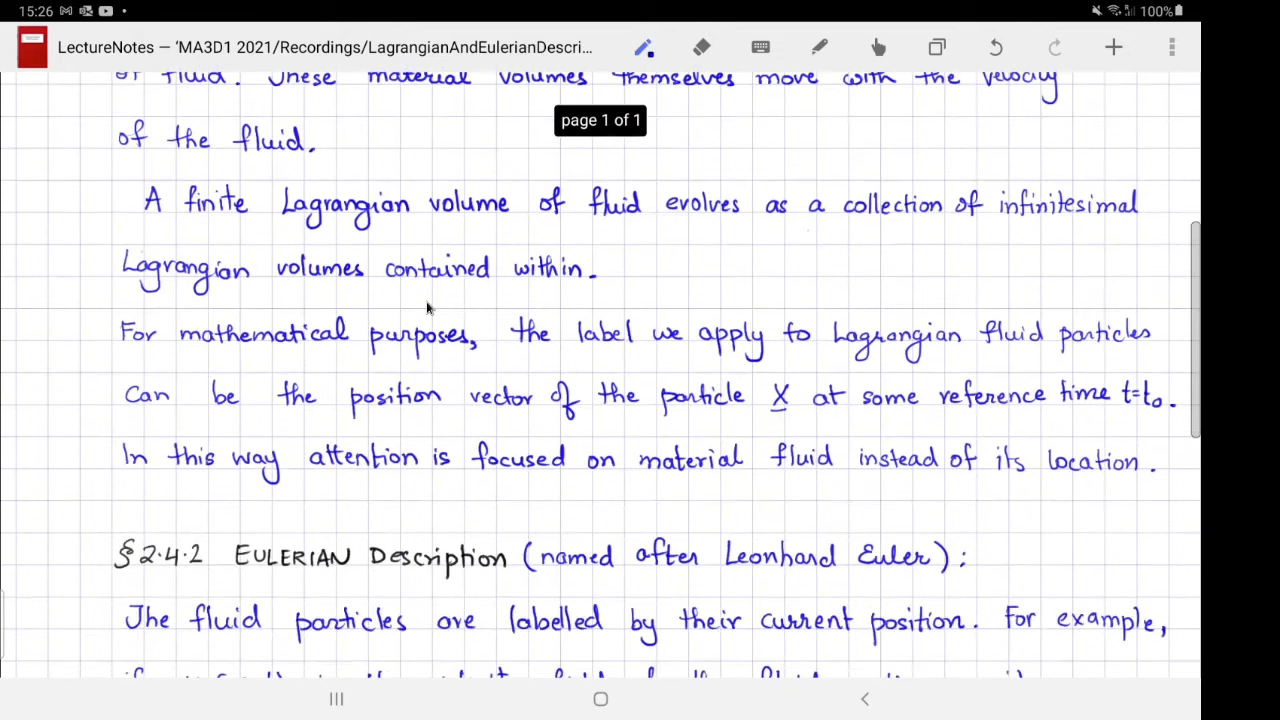 15:26
100%
LectureNotes — ‘MA3D1 2021/Recordings/LagrangianAndEulerianDescri...
of fluid. These material volumes themselves move with the velocity
page 1 of 1
of the fluid.
A finite Lagrangian volume of fluid evolves as a collection of infinitesimal
Lagrangian volumes contained within.
For mathematical purposes, the label we apply to Lagrangian fluid particles
can be the position vector of the particle X at some reference time t=t₀.
In this way attention is focused on material fluid instead of its location.
§2.4.2 EULERIAN Description (named after Leonhard Euler):
The fluid particles are labelled by their current position. For example,